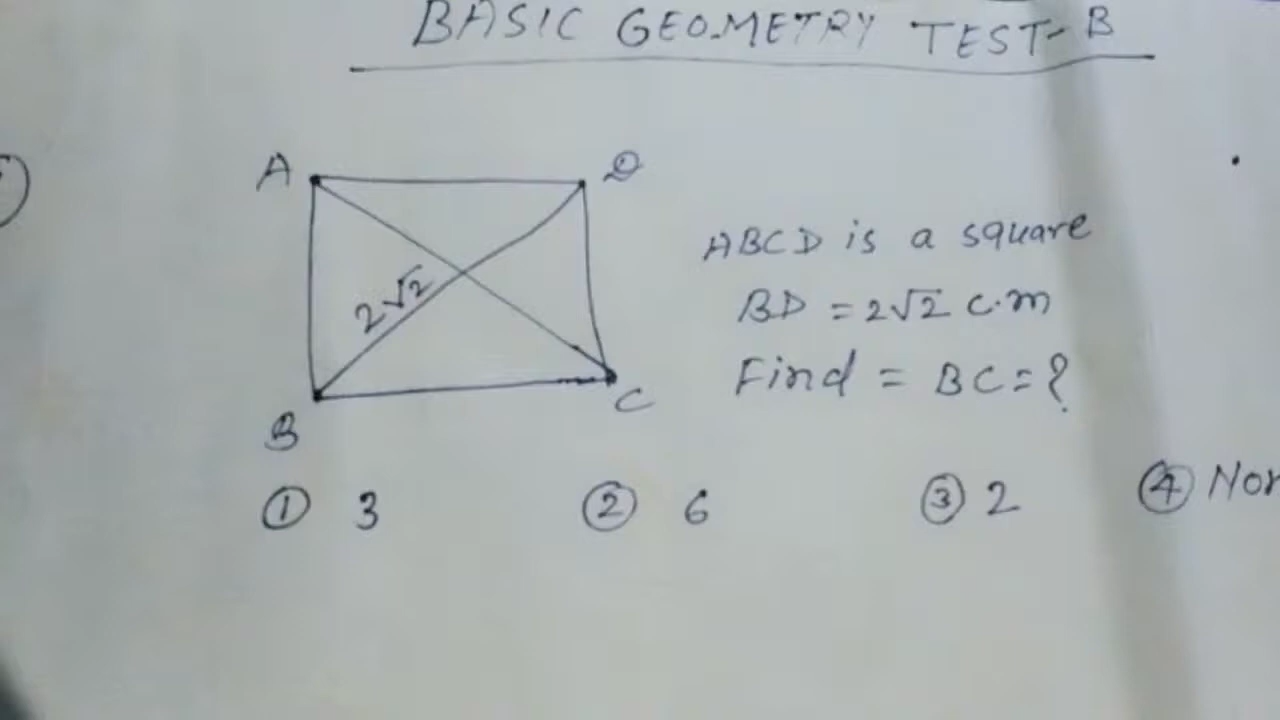 BASIC GEOMETRY TEST-B
A D
2√2
ABCD is a square
BD = 2√2 c.m
Find = BC = ?
B C
① 3 ② 6 ③ 2 ④